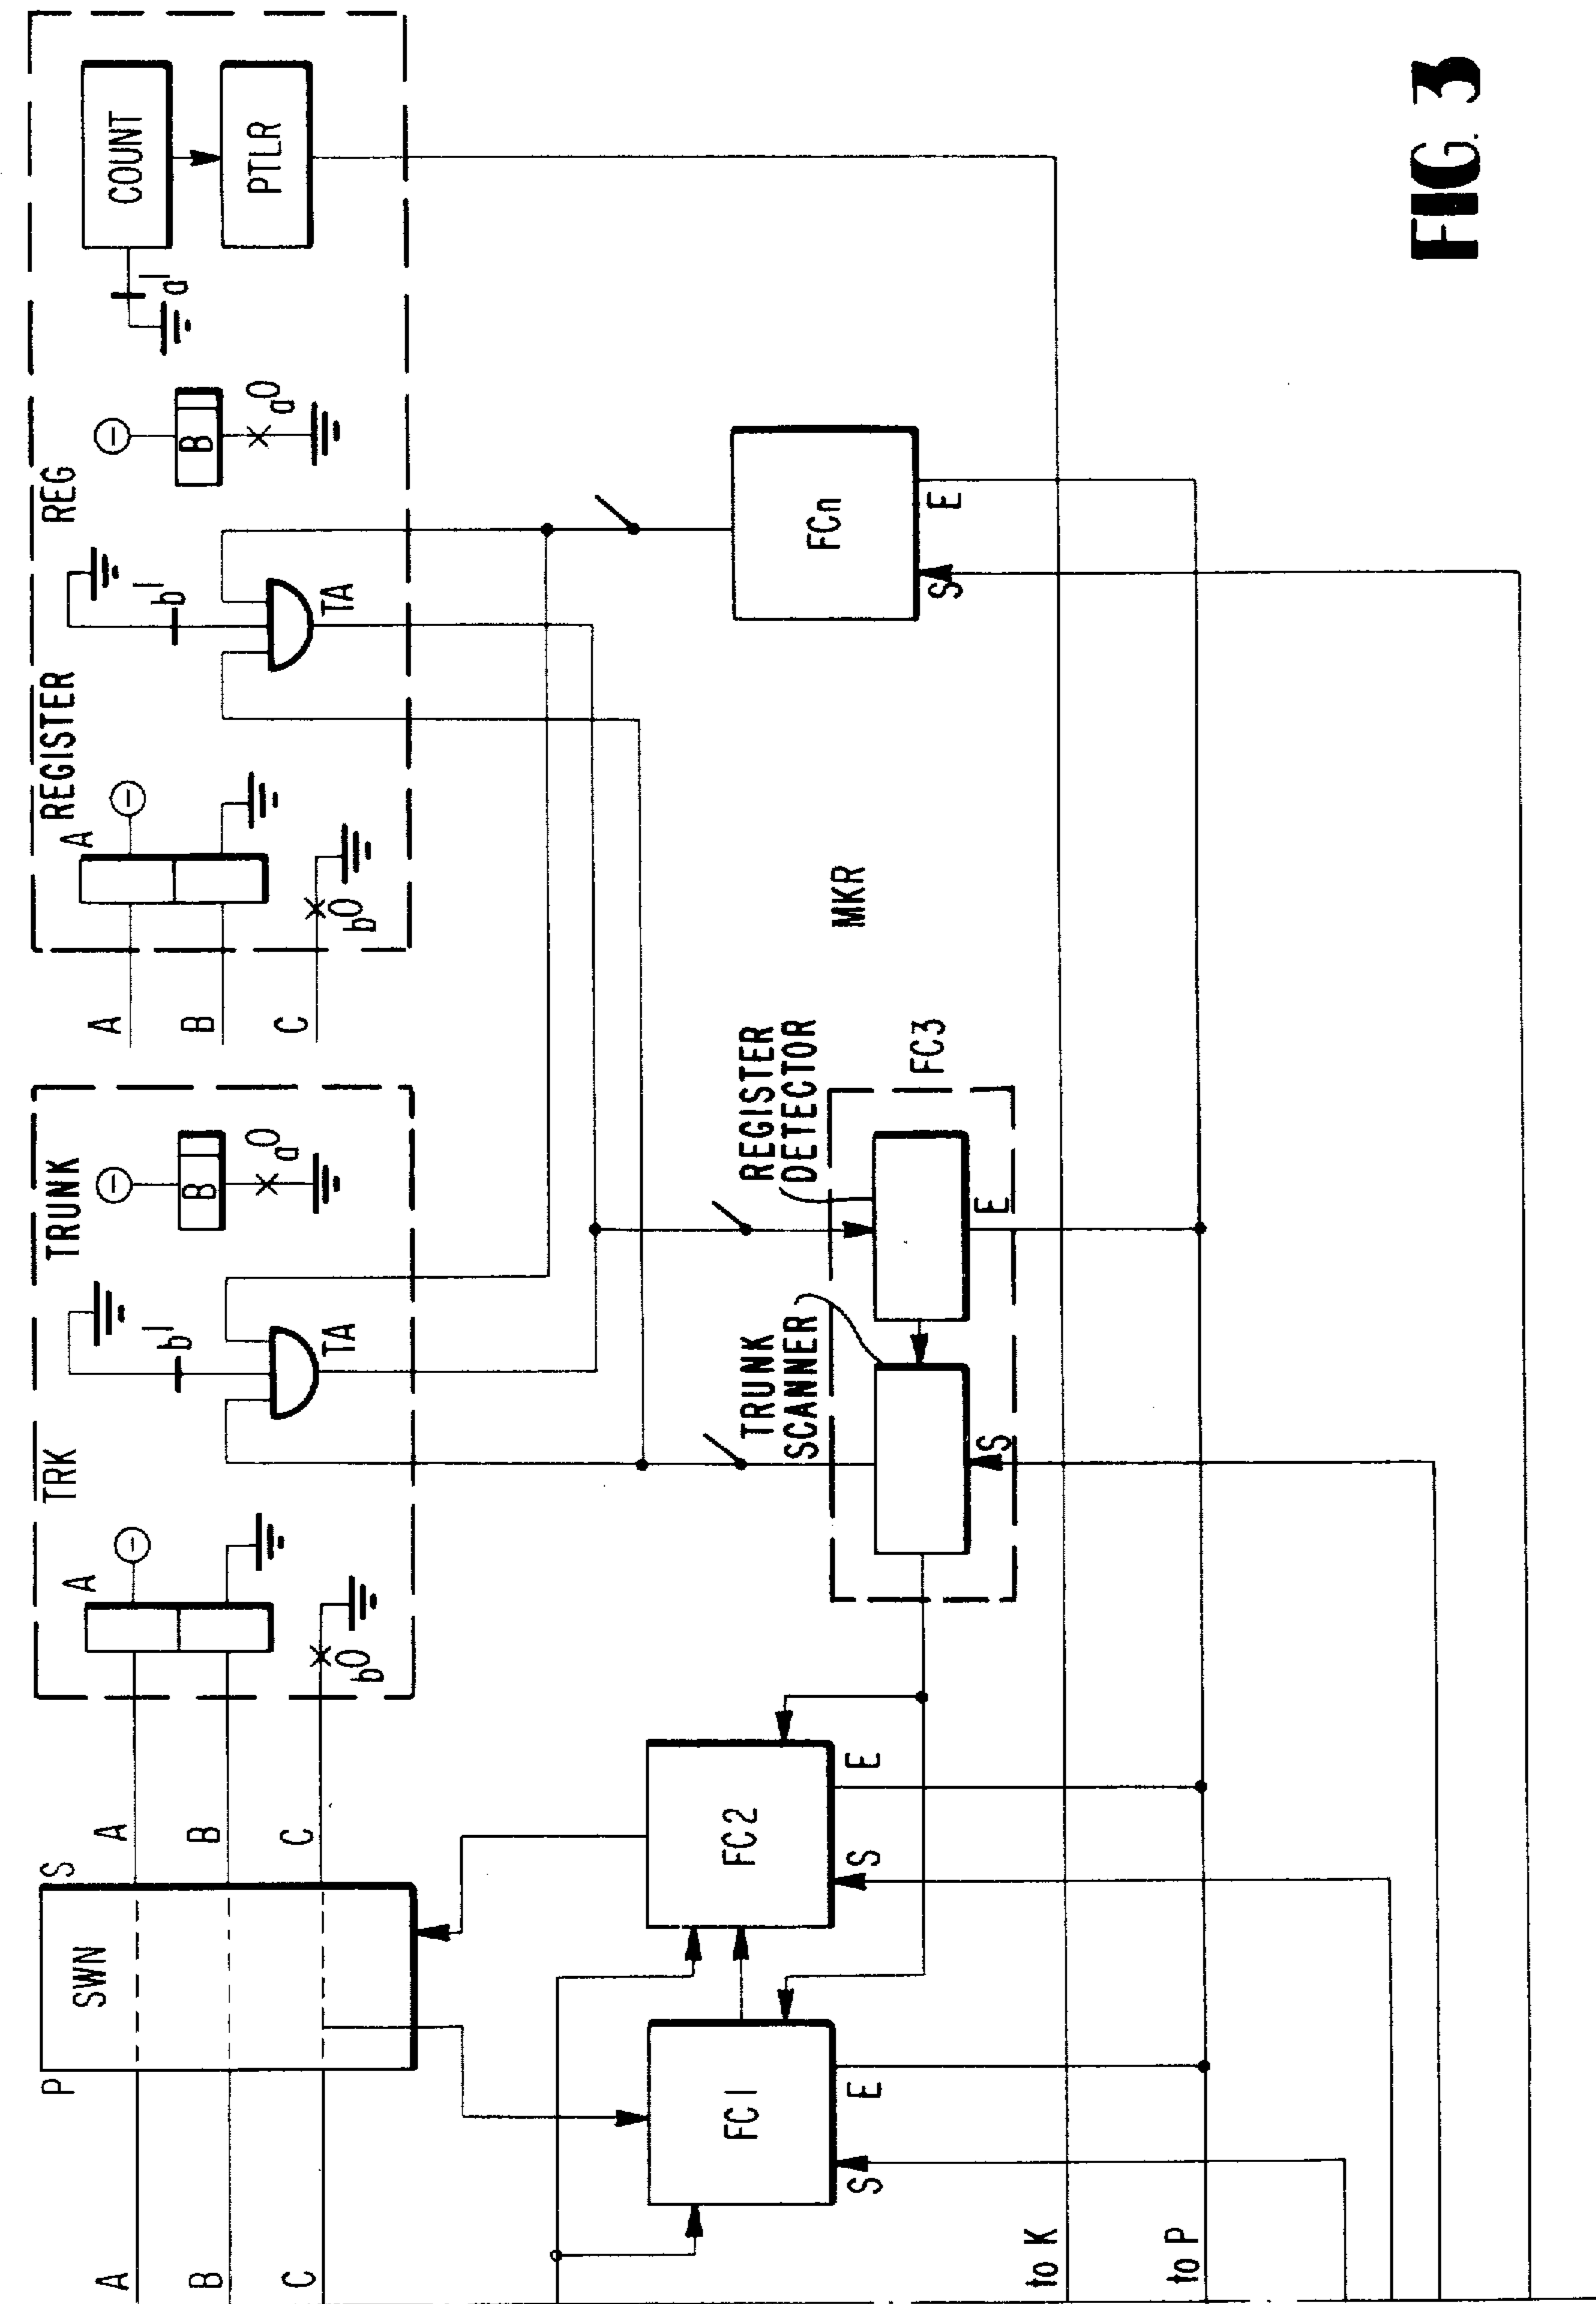 P
SWN
S
A
B
C
A
B
C
TRK
TRUNK
A
b0
b1
TA
B
a0
A
B
C
REGISTER
REG
A
b0
b1
TA
B
a0
a1
COUNT
PTLR
FC1
S
E
FC2
S
E
TRUNK
SCANNER
S
REGISTER
DETECTOR
E
FC3
MKR
FCn
S
E
to K
to P
FIG. 3